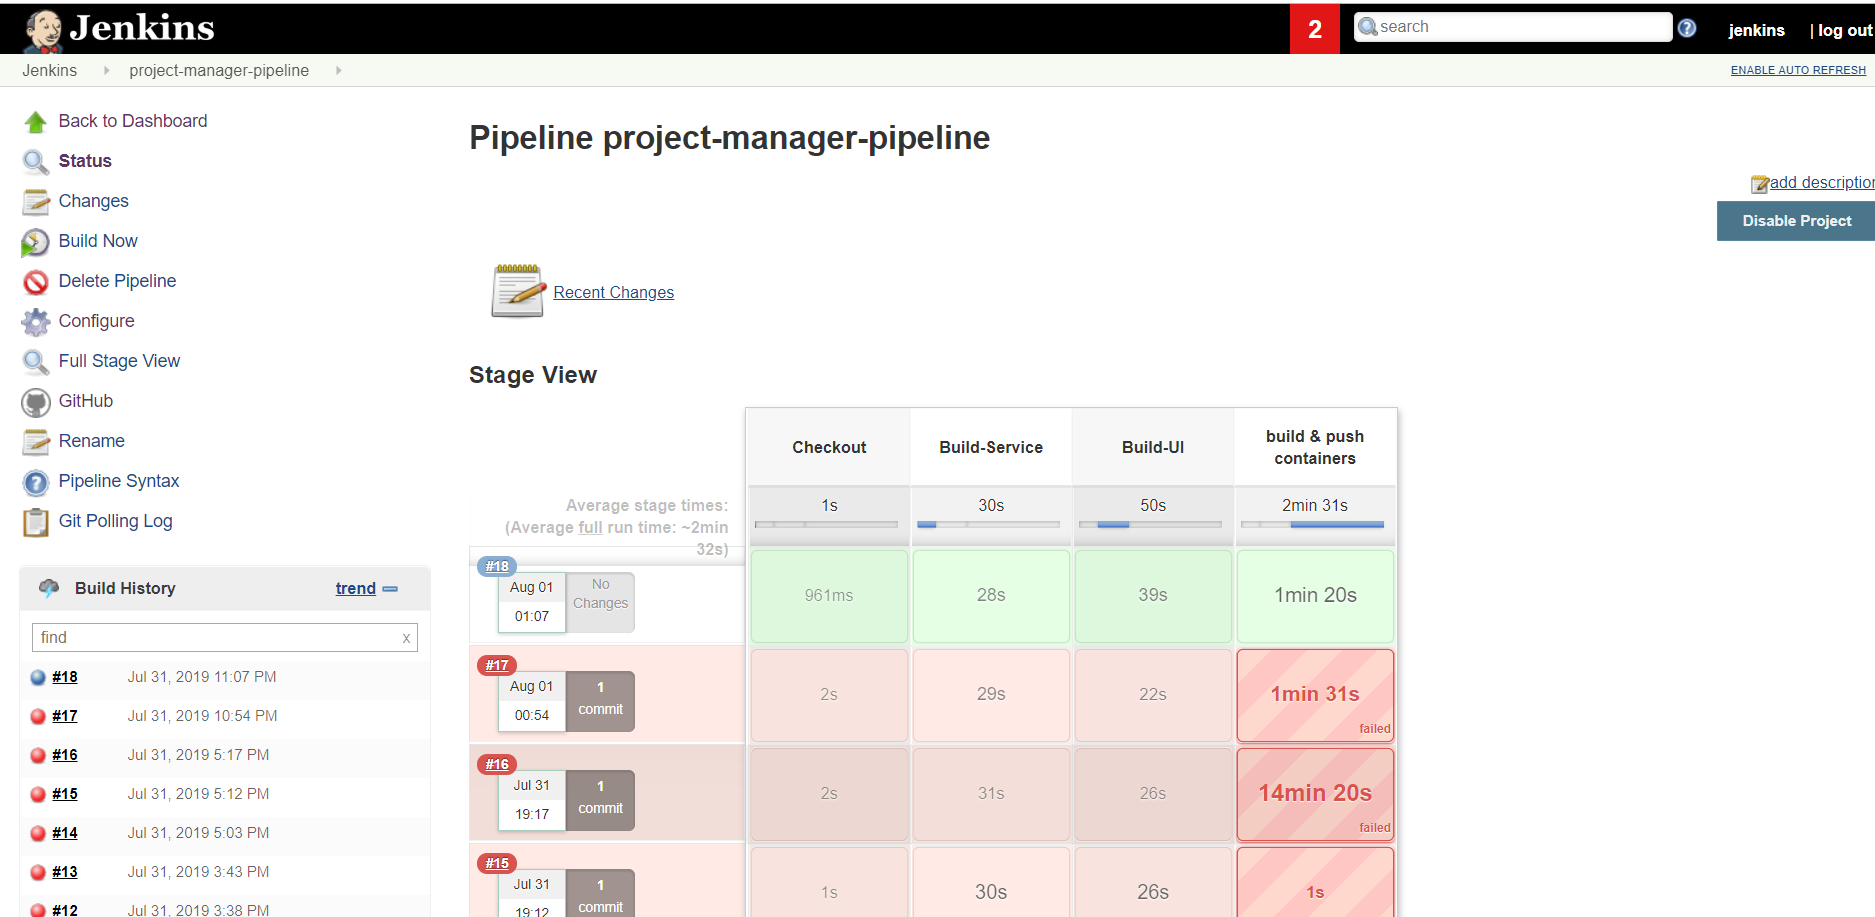 Jenkins
2
search
jenkins
| log out
Jenkins
project-manager-pipeline
ENABLE AUTO REFRESH
Back to Dashboard
Status
Changes
Build Now
Delete Pipeline
Configure
Full Stage View
GitHub
Rename
Pipeline Syntax
Git Polling Log
Build History
trend
find
x
#18 Jul 31, 2019 11:07 PM
#17 Jul 31, 2019 10:54 PM
#16 Jul 31, 2019 5:17 PM
#15 Jul 31, 2019 5:12 PM
#14 Jul 31, 2019 5:03 PM
#13 Jul 31, 2019 3:43 PM
#12 Jul 31, 2019 3:38 PM
Pipeline project-manager-pipeline
add description
Disable Project
Recent Changes
Stage View
Checkout
Build-Service
Build-UI
build & push
containers
Average stage times:
(Average full run time: ~2min
32s)
1s
30s
50s
2min 31s
#18
Aug 01
01:07
No
Changes
961ms
28s
39s
1min 20s
#17
Aug 01
00:54
1
commit
2s
29s
22s
1min 31s
failed
#16
Jul 31
19:17
1
commit
2s
31s
26s
14min 20s
failed
#15
Jul 31
19:12
1
commit
1s
30s
26s
1s